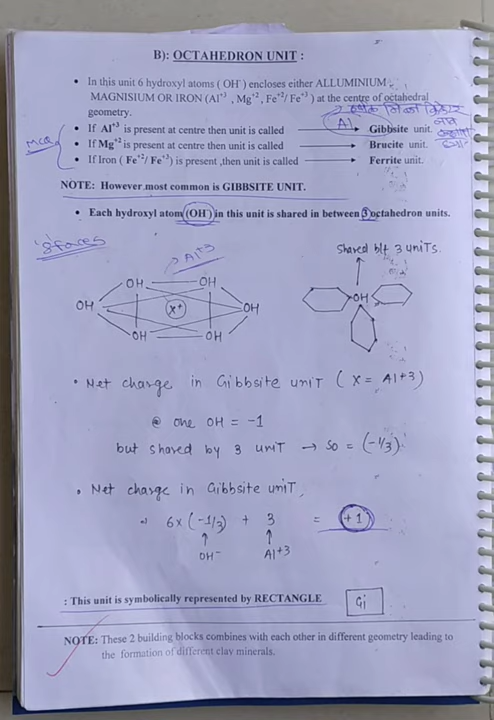 B): OCTAHEDRON UNIT :
• In this unit 6 hydroxyl atoms ( OH⁻) encloses either ALLUMINIUM,
MAGNISIUM OR IRON (Al⁺³ , Mg⁺², Fe⁺²/ Fe⁺³ ) at the centre of octahedral
geometry.
Al
• If Al⁺³ is present at centre then unit is called → Gibbsite unit.
MCQ
• If Mg⁺² is present at centre then unit is called → Brucite unit.
• If Iron ( Fe⁺²/ Fe⁺³) is present ,then unit is called → Ferrite unit.
NOTE: However most common is GIBBSITE UNIT.
• Each hydroxyl atom (OH⁻) in this unit is shared in between 3 octahedron units.
8 faces
Al+3
Shared b/t 3 uniTs.
OH OH
OH x⁺ OH
OH OH
OH
• Net charge in Gibbsite uniT ( X = Al+3)
@ one OH = -1
but shared by 3 uniT → So = (-1/3)
• Net charge in Gibbsite uniT,
⇒ 6x (-1/3) + 3 = +1
↑ ↑
OH⁻ Al+3
: This unit is symbolically represented by RECTANGLE
Gi
NOTE: These 2 building blocks combines with each other in different geometry leading to
the formation of different clay minerals.